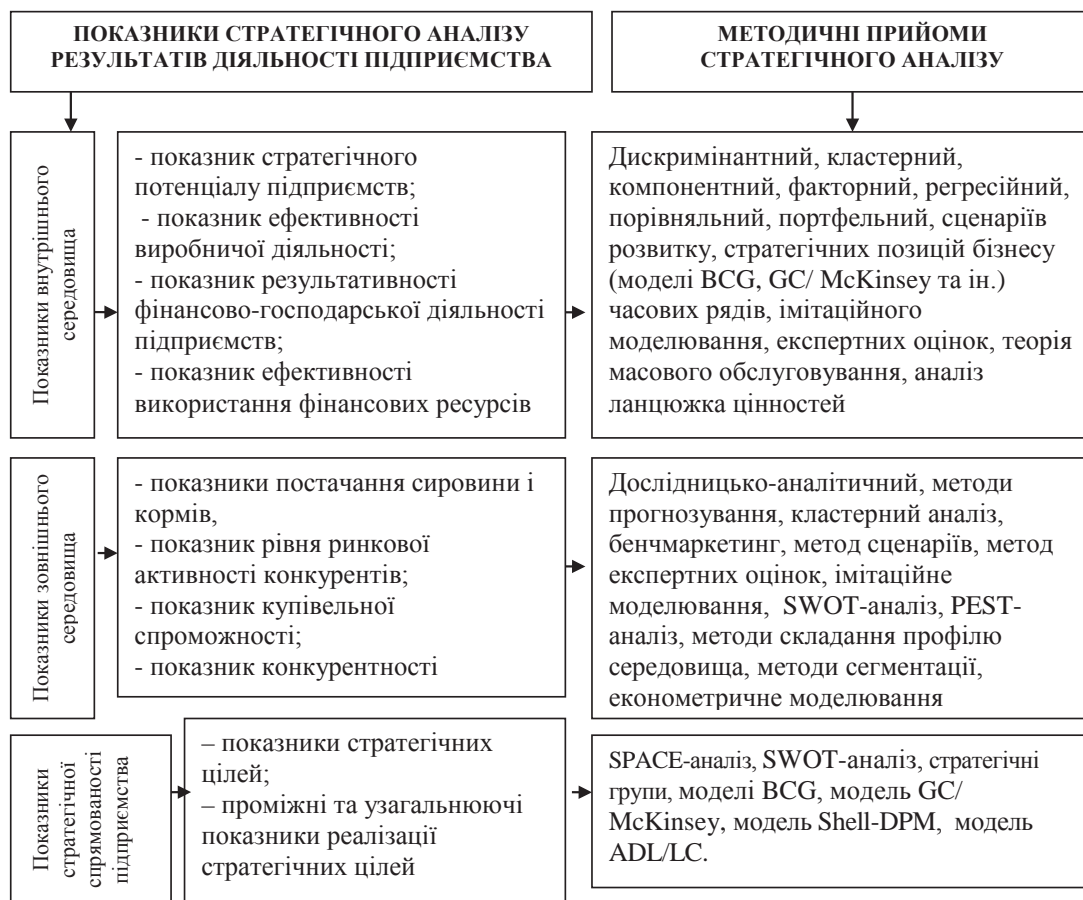 ПОКАЗНИКИ СТРАТЕГІЧНОГО АНАЛІЗУ
РЕЗУЛЬТАТІВ ДІЯЛЬНОСТІ ПІДПРИЄМСТВА
МЕТОДИЧНІ ПРИЙОМИ
СТРАТЕГІЧНОГО АНАЛІЗУ
Показники внутрішнього
середовища
- показник стратегічного
потенціалу підприємств;
- показник ефективності
виробничої діяльності;
- показник результативності
фінансово-господарської діяльності
підприємств;
- показник ефективності
використання фінансових ресурсів
Дискримінантний, кластерний,
компонентний, факторний, регресійний,
порівняльний, портфельний, сценаріїв
розвитку, стратегічних позицій бізнесу
(моделі BCG, GC/ McKinsey та ін.)
часових рядів, імітаційного
моделювання, експертних оцінок, теорія
масового обслуговування, аналіз
ланцюжка цінностей
Показники зовнішнього
середовища
- показники постачання сировини і
кормів,
- показник рівня ринкової
активності конкурентів;
- показник купівельної
спроможності;
- показник конкурентності
Дослідницько-аналітичний, методи
прогнозування, кластерний аналіз,
бенчмаркетинг, метод сценаріїв, метод
експертних оцінок, імітаційне
моделювання, SWOT-аналіз, PEST-
аналіз, методи складання профілю
середовища, методи сегментації,
економетричне моделювання
Показники
стратегічної
спрямованості
підприємства
– показники стратегічних
цілей;
– проміжні та узагальнюючі
показники реалізації
стратегічних цілей
SPACE-аналіз, SWOT-аналіз, стратегічні
групи, моделі BCG, модель GC/
McKinsey, модель Shell-DPM, модель
ADL/LC.